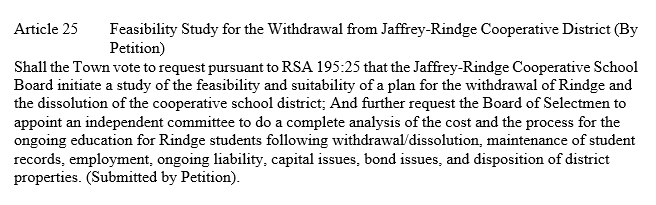 Article 25 Feasibility Study for the Withdrawal from Jaffrey-Rindge Cooperative District (By
Petition)
Shall the Town vote to request pursuant to RSA 195:25 that the Jaffrey-Rindge Cooperative School
Board initiate a study of the feasibility and suitability of a plan for the withdrawal of Rindge and
the dissolution of the cooperative school district; And further request the Board of Selectmen to
appoint an independent committee to do a complete analysis of the cost and the process for the
ongoing education for Rindge students following withdrawal/dissolution, maintenance of student
records, employment, ongoing liability, capital issues, bond issues, and disposition of district
properties. (Submitted by Petition).